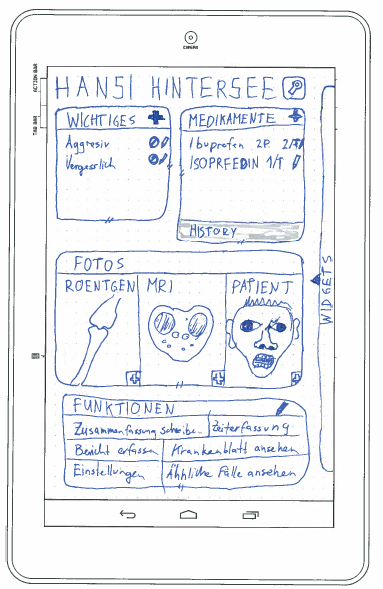 CAMERA
ACTION BAR
TAB BAR
HANSI HINTERSEE
WICHTIGES
Aggresiv
Vergesslich
MEDIKAMENTE
Ibuprofen 2P. 2/T
ISOPRFEDIN 1/T
HISTORY
WIDGETS
FOTOS
ROENTGEN MRI PATIENT
FUNKTIONEN
Zusammenfassung schreiben Zeiterfassung
Bericht erfassen Krankenblatt ansehen
Einstellungen Ähnliche Fälle ansehen